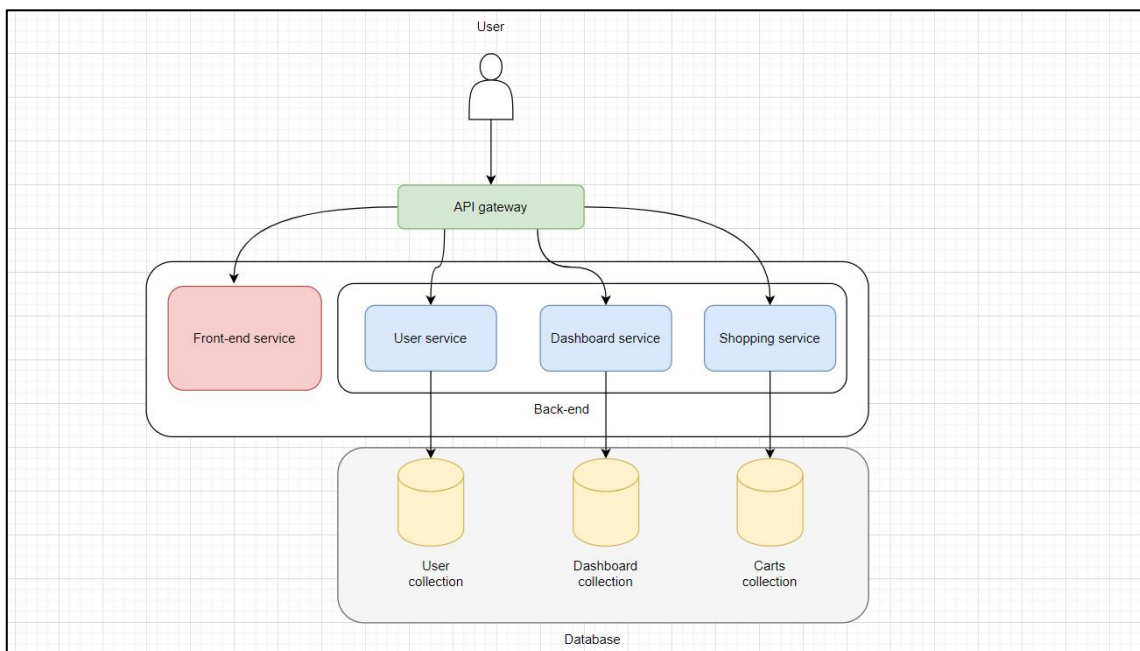 User
API gateway
Front-end service
User service
Dashboard service
Shopping service
Back-end
User
collection
Dashboard
collection
Carts
collection
Database